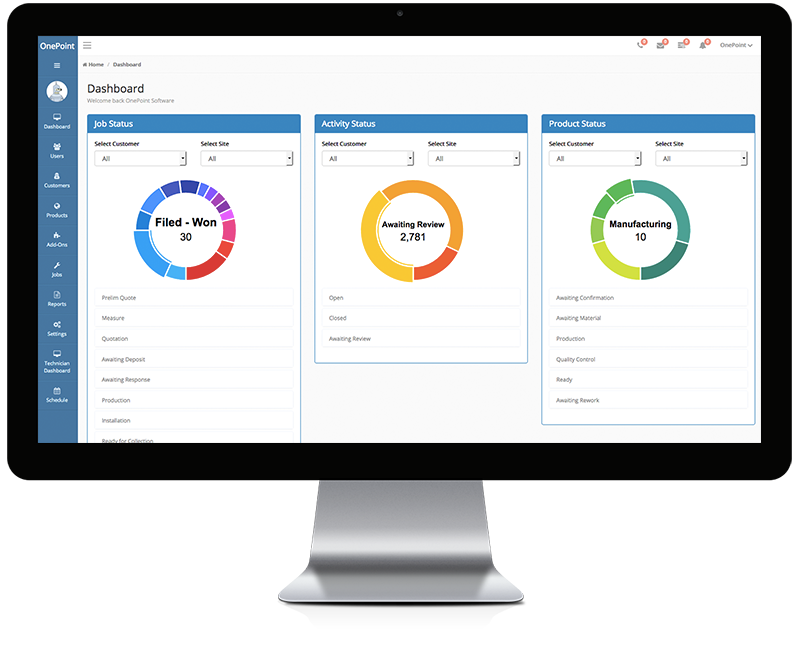 OnePoint
OnePoint
Home / Dashboard
Dashboard
Welcome back OnePoint Software
Dashboard
Users
Customers
Products
Add-Ons
Jobs
Reports
Settings
Technician
Dashboard
Schedule
Job Status
Select Customer Select Site
All All
Filed - Won
30
Prelim Quote
Measure
Quotation
Awaiting Deposit
Awaiting Response
Production
Installation
Ready for Collection
Activity Status
Select Customer Select Site
All All
Awaiting Review
2,781
Open
Closed
Awaiting Review
Product Status
Select Customer Select Site
All All
Manufacturing
10
Awaiting Confirmation
Awaiting Material
Production
Quality Control
Ready
Awaiting Rework